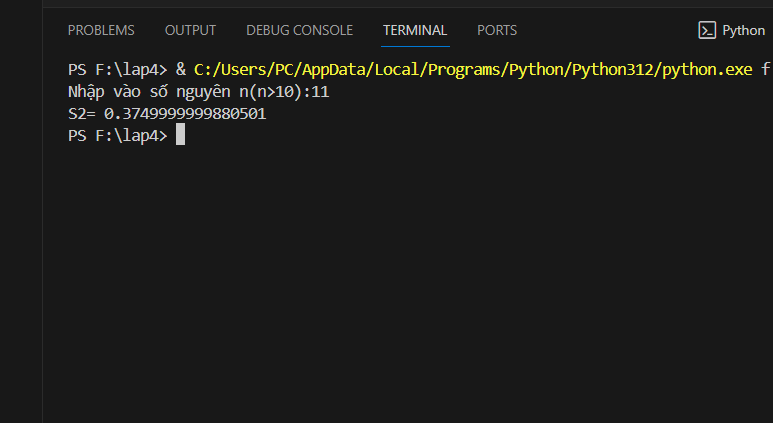 PROBLEMS OUTPUT DEBUG CONSOLE TERMINAL PORTS Python
PS F:\lap4> & C:/Users/PC/AppData/Local/Programs/Python/Python312/python.exe f
Nhập vào số nguyên n(n>10):11
S2= 0.3749999999880501
PS F:\lap4>